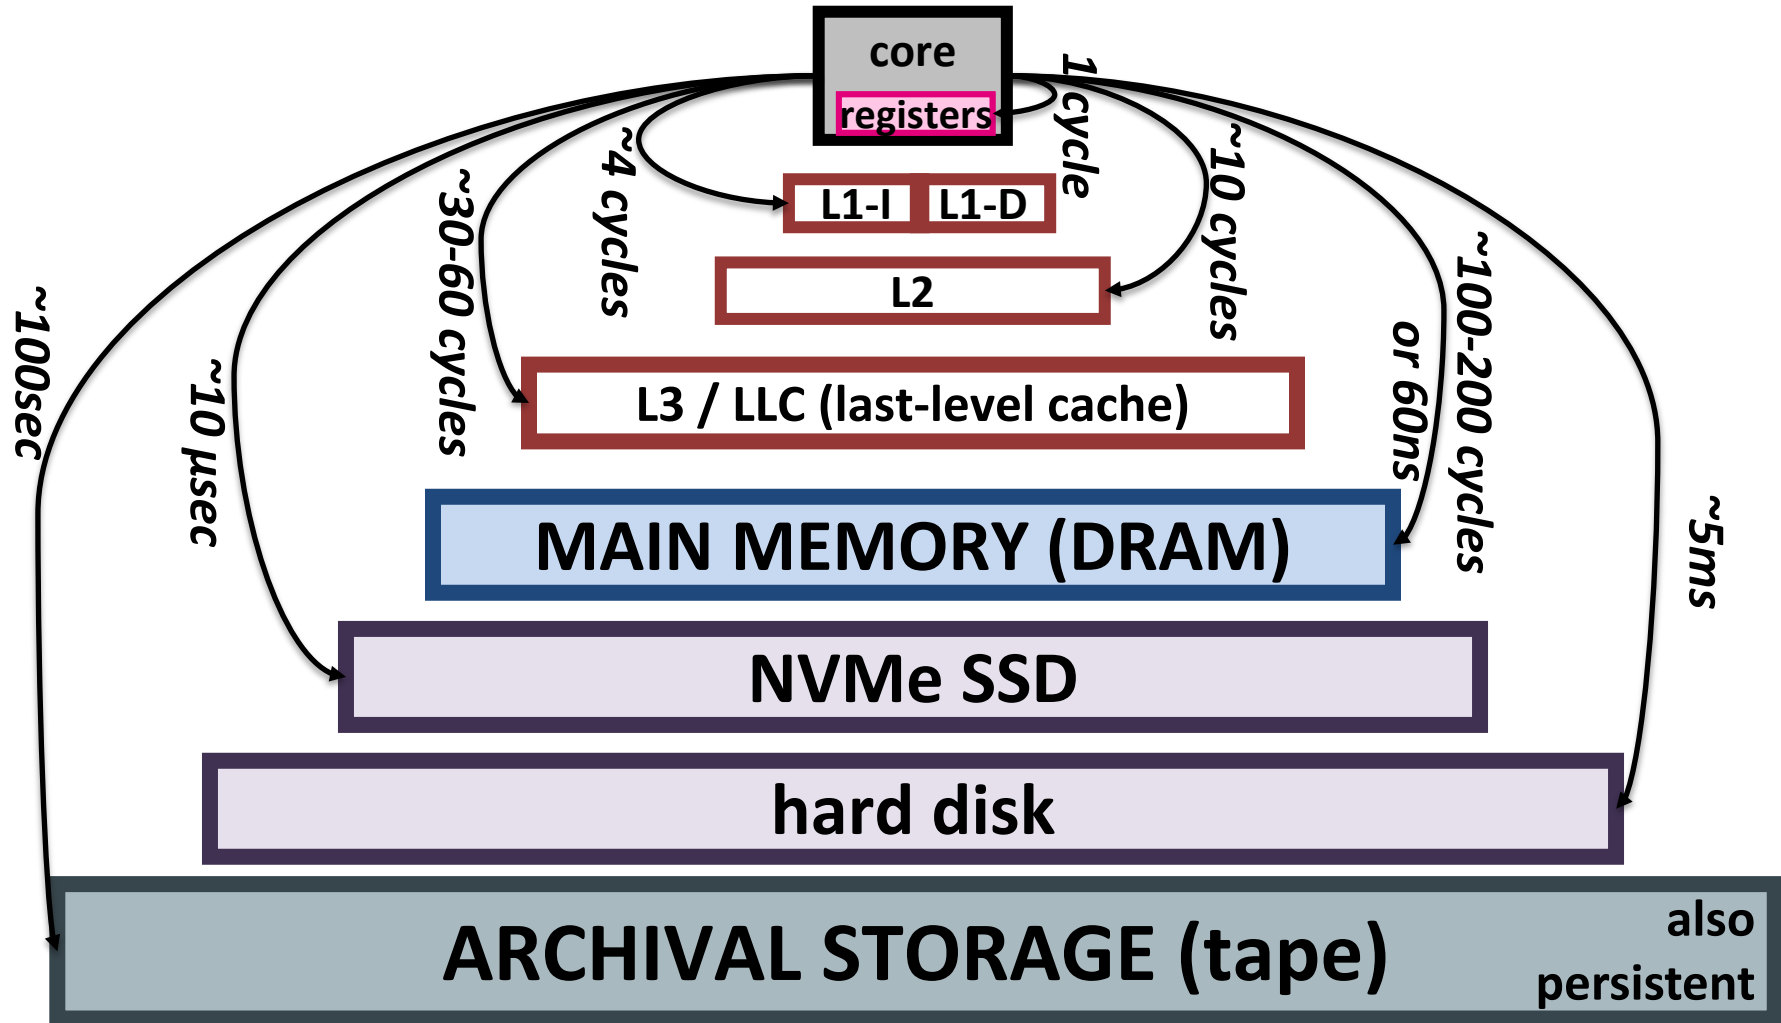 core
registers
1 cycle
~4 cycles
L1-I
L1-D
~10 cycles
L2
~30-60 cycles
L3 / LLC (last-level cache)
~100-200 cycles
or 60ns
MAIN MEMORY (DRAM)
~10 μsec
NVMe SSD
~5ms
hard disk
~100sec
ARCHIVAL STORAGE (tape)
also
persistent